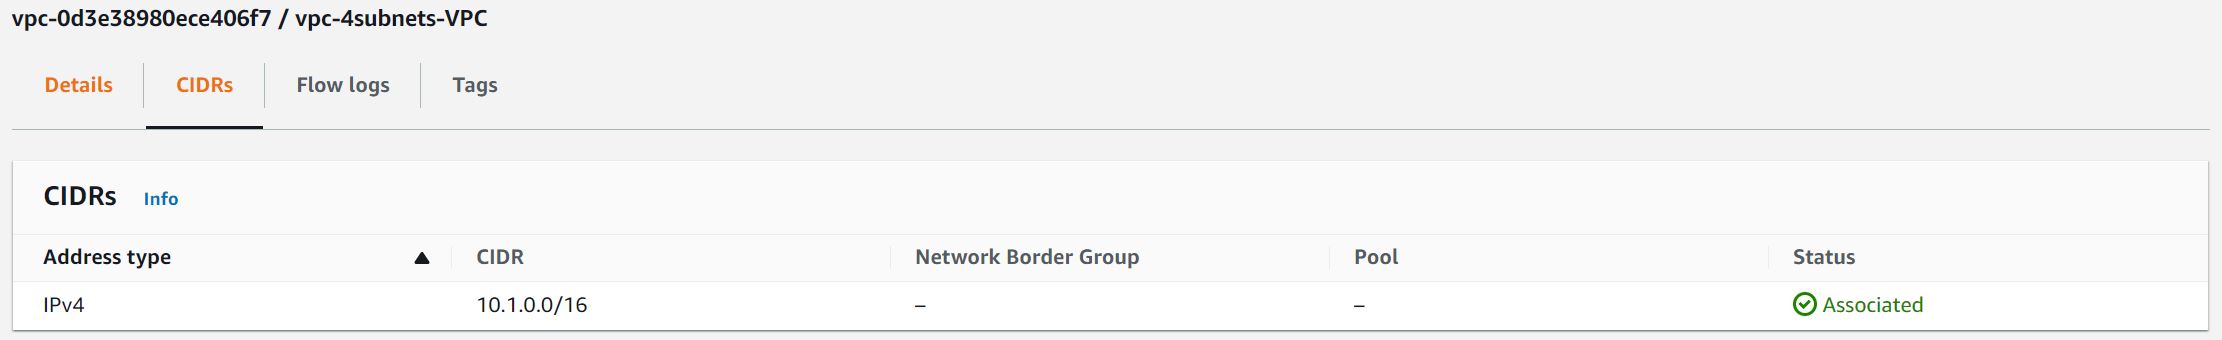 vpc-0d3e38980ece406f7 / vpc-4subnets-VPC
Details CIDRs Flow logs Tags
CIDRs Info
Address type CIDR Network Border Group Pool Status
IPv4 10.1.0.0/16 – – Associated